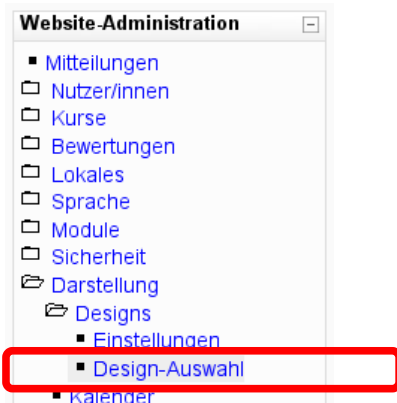 Website-Administration
Mitteilungen
Nutzer/innen
Kurse
Bewertungen
Lokales
Sprache
Module
Sicherheit
Darstellung
Designs
Einstellungen
Design-Auswahl
Kalender